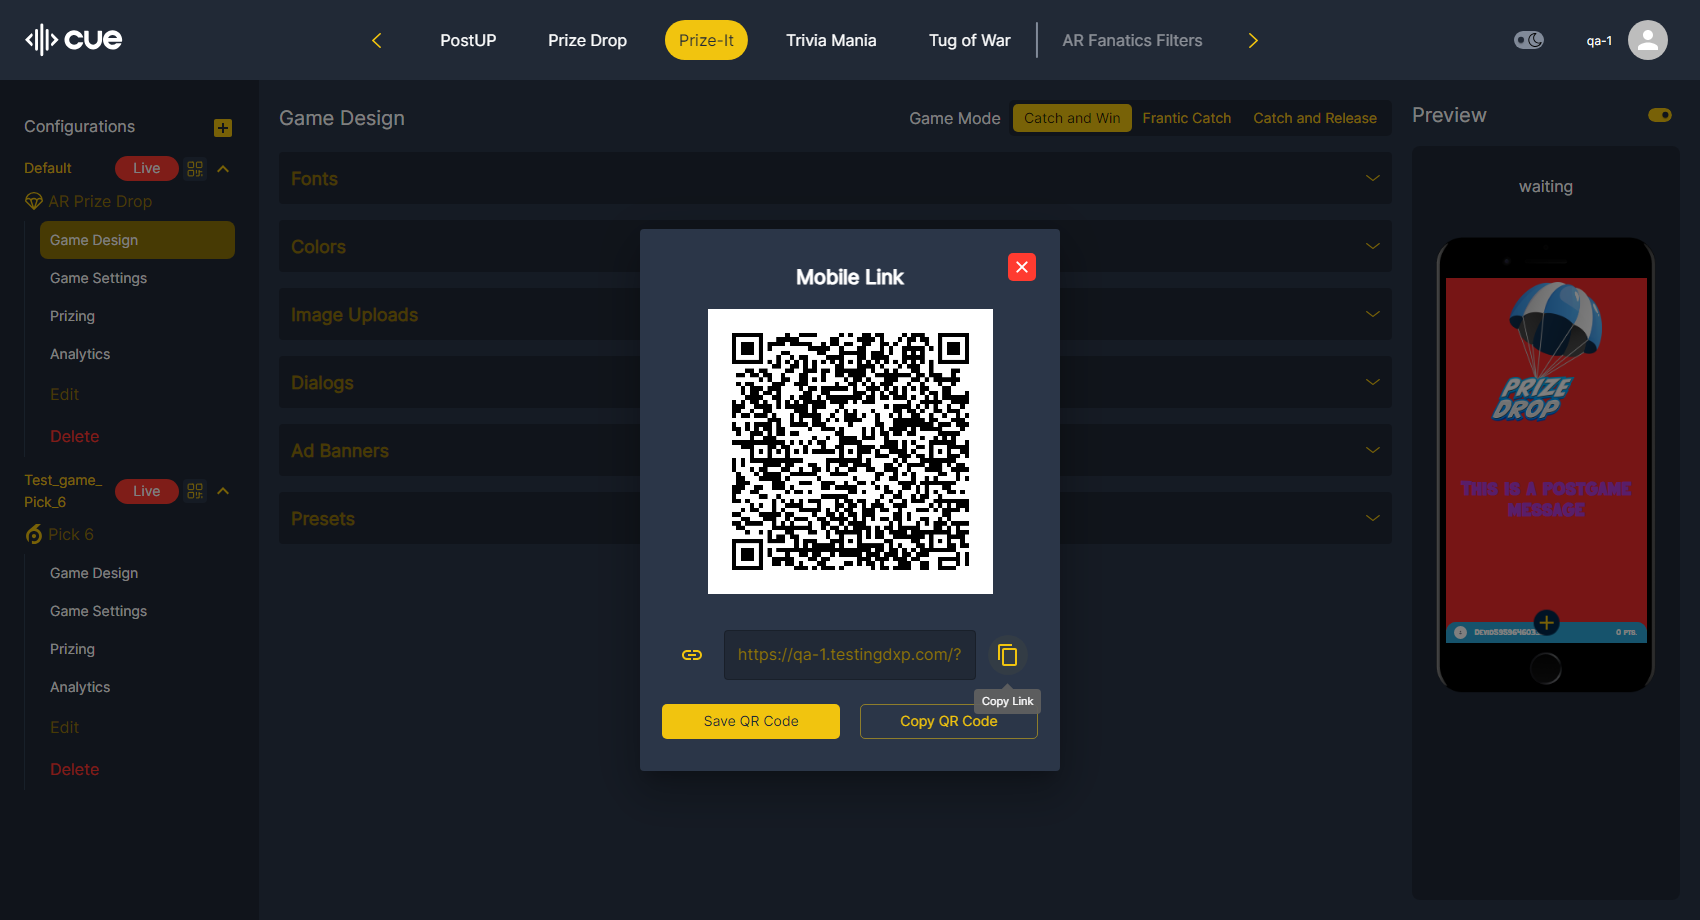 cue
PostUP
Prize Drop
Prize-It
Trivia Mania
Tug of War
AR Fanatics Filters
qa-1
Configurations
Default
Live
AR Prize Drop
Game Design
Game Settings
Prizing
Analytics
Edit
Delete
Test_game_
Pick_6
Live
Pick 6
Game Design
Game Settings
Prizing
Analytics
Edit
Delete
Game Design
Game Mode
Catch and Win
Frantic Catch
Catch and Release
Fonts
Colors
Image Uploads
Dialogs
Ad Banners
Presets
Mobile Link
https://qa-1.testingdxp.com/?
Copy Link
Save QR Code
Copy QR Code
Preview
waiting
PRIZE
DROP
THIS IS A POSTGAME
MESSAGE
0 PTS.